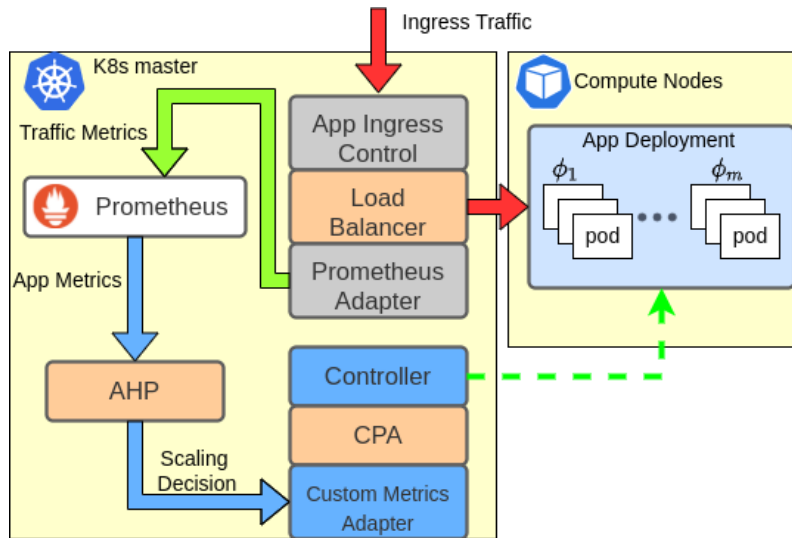 Ingress Traffic
K8s master
Compute Nodes
Traffic Metrics
App Ingress
Control
App Deployment
ϕ₁
ϕₘ
Prometheus
Load
Balancer
pod
pod
App Metrics
Prometheus
Adapter
AHP
Controller
CPA
Scaling
Decision
Custom Metrics
Adapter